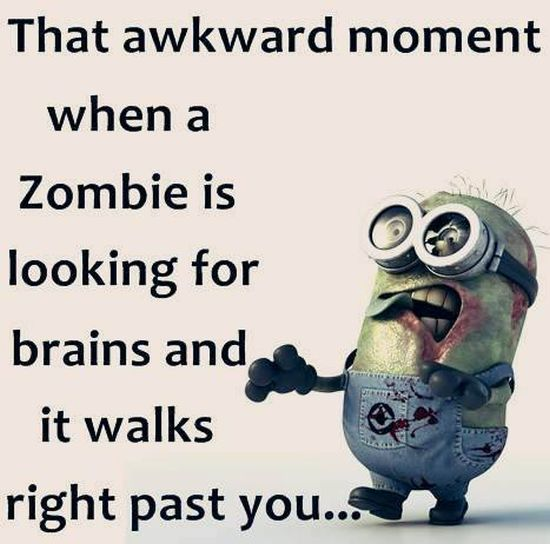 That awkward moment
when a
Zombie is
looking for
brains and
it walks
right past you...